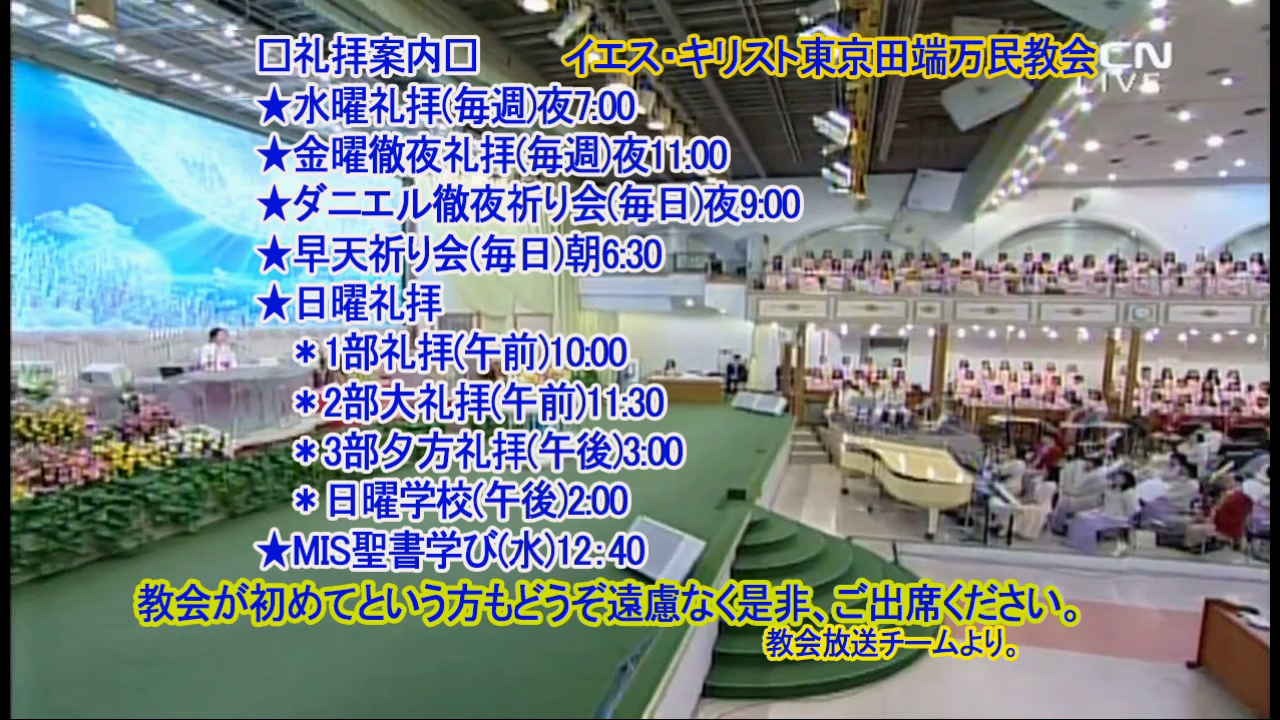 □礼拝案内□ イエス・キリスト東京田端万民教会
CN
LIVE
★水曜礼拝(毎週)夜7:00
★金曜徹夜礼拝(毎週)夜11:00
★ダニエル徹夜祈り会(毎日)夜9:00
★早天祈り会(毎日)朝6:30
★日曜礼拝
＊1部礼拝(午前)10:00
＊2部大礼拝(午前)11:30
＊3部夕方礼拝(午後)3:00
＊日曜学校(午後)2:00
★MIS聖書学び(水)12:40
教会が初めてという方もどうぞ遠慮なく是非、ご出席ください。
教会放送チームより。